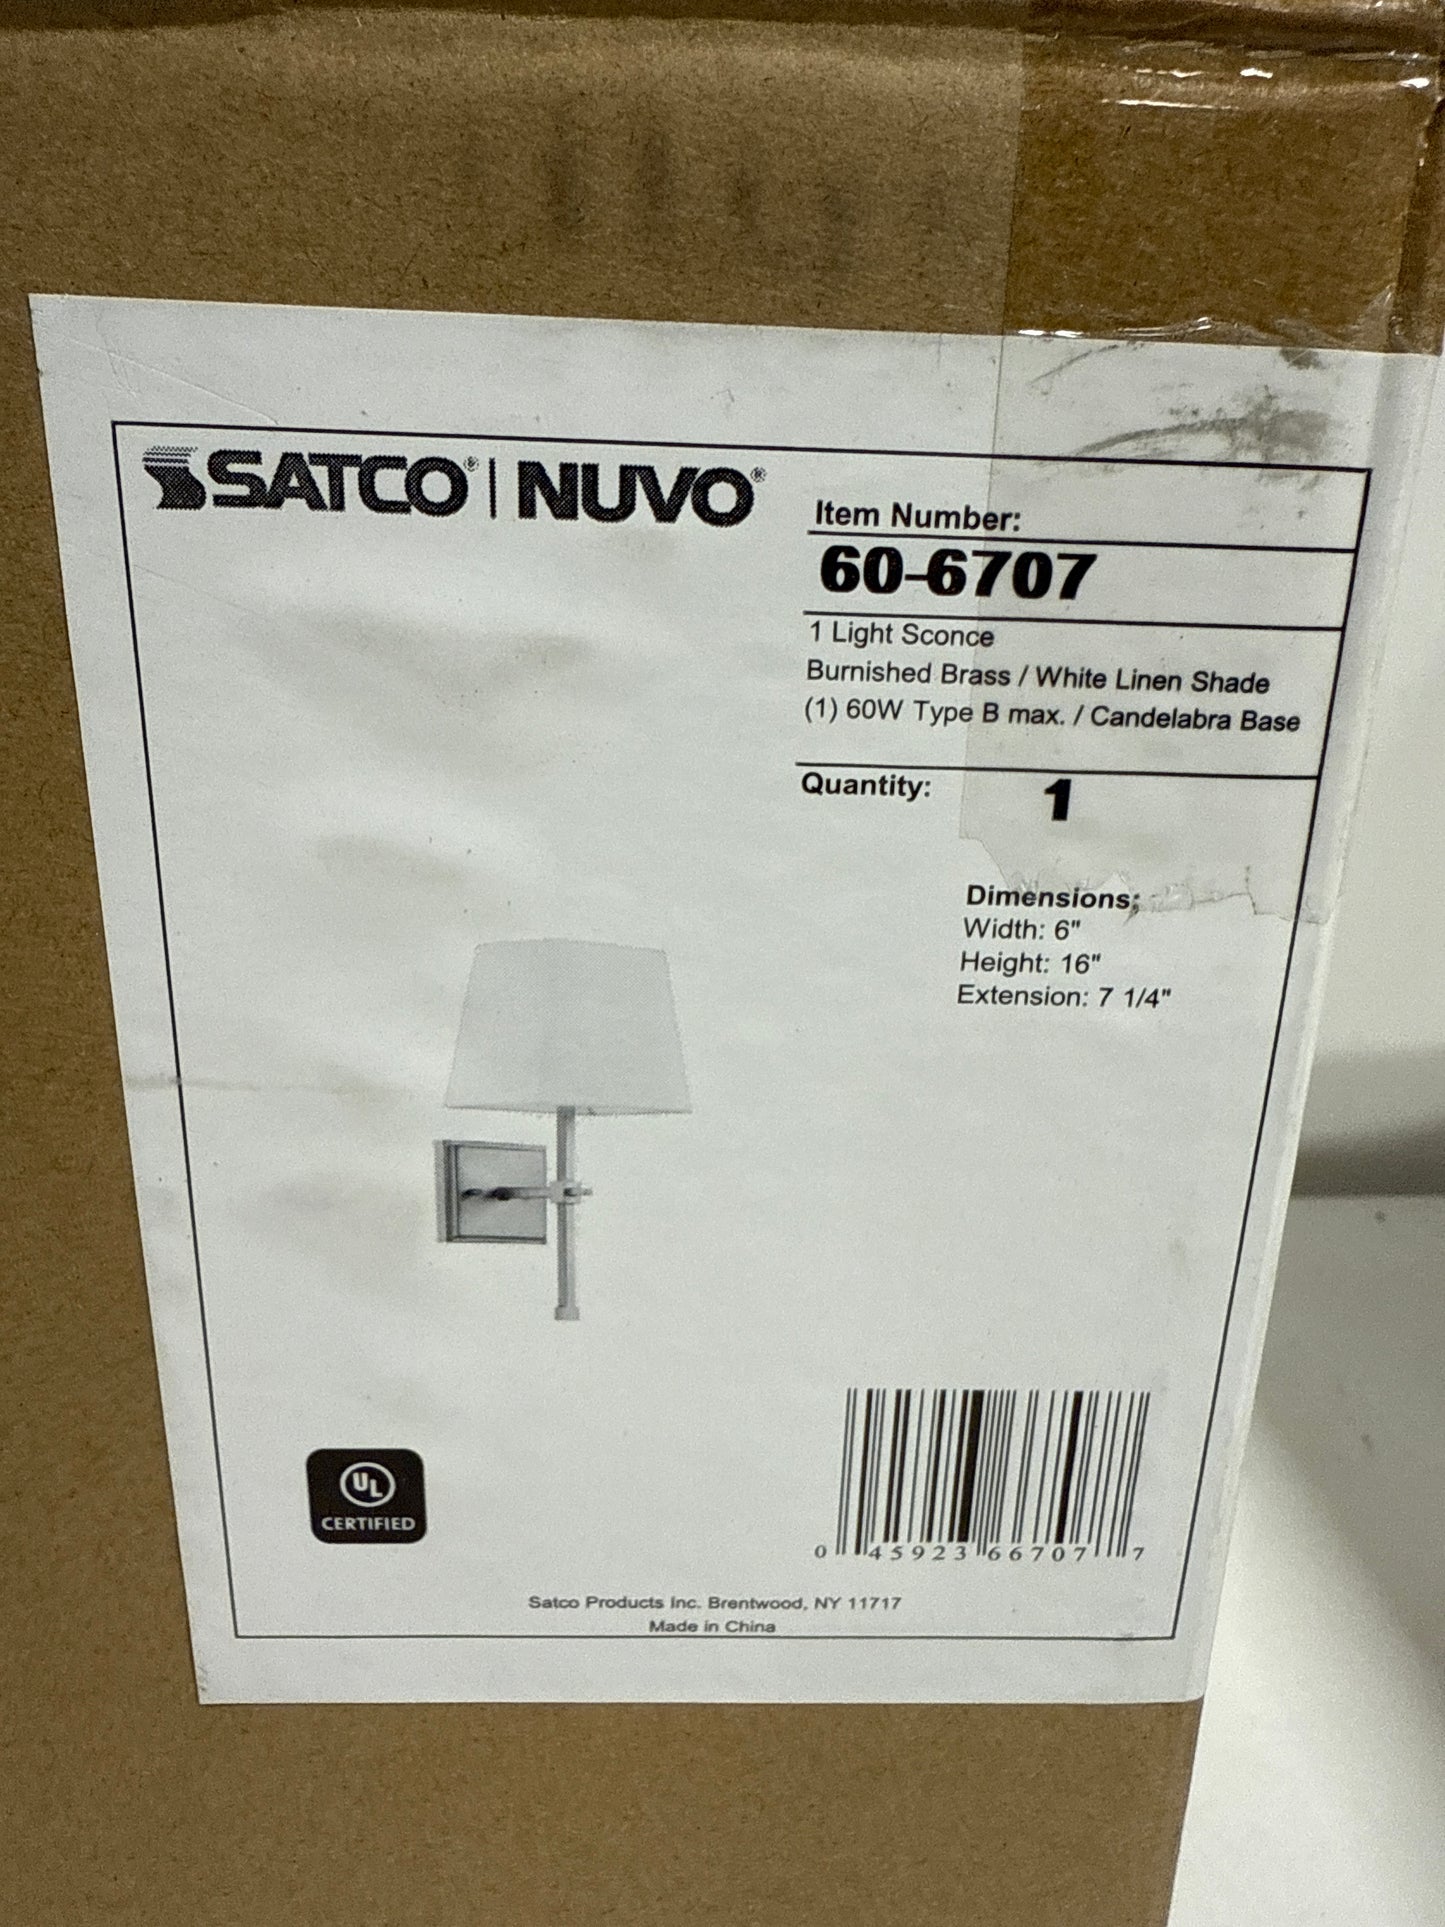 SATCO® | NUVO®
Item Number:
60-6707
1 Light Sconce
Burnished Brass / White Linen Shade
(1) 60W Type B max. / Candelabra Base
Quantity: 1
Dimensions:
Width: 6"
Height: 16"
Extension: 7 1/4"
UL
CERTIFIED
0 45923 66707 7
Satco Products Inc. Brentwood, NY 11717
Made in China